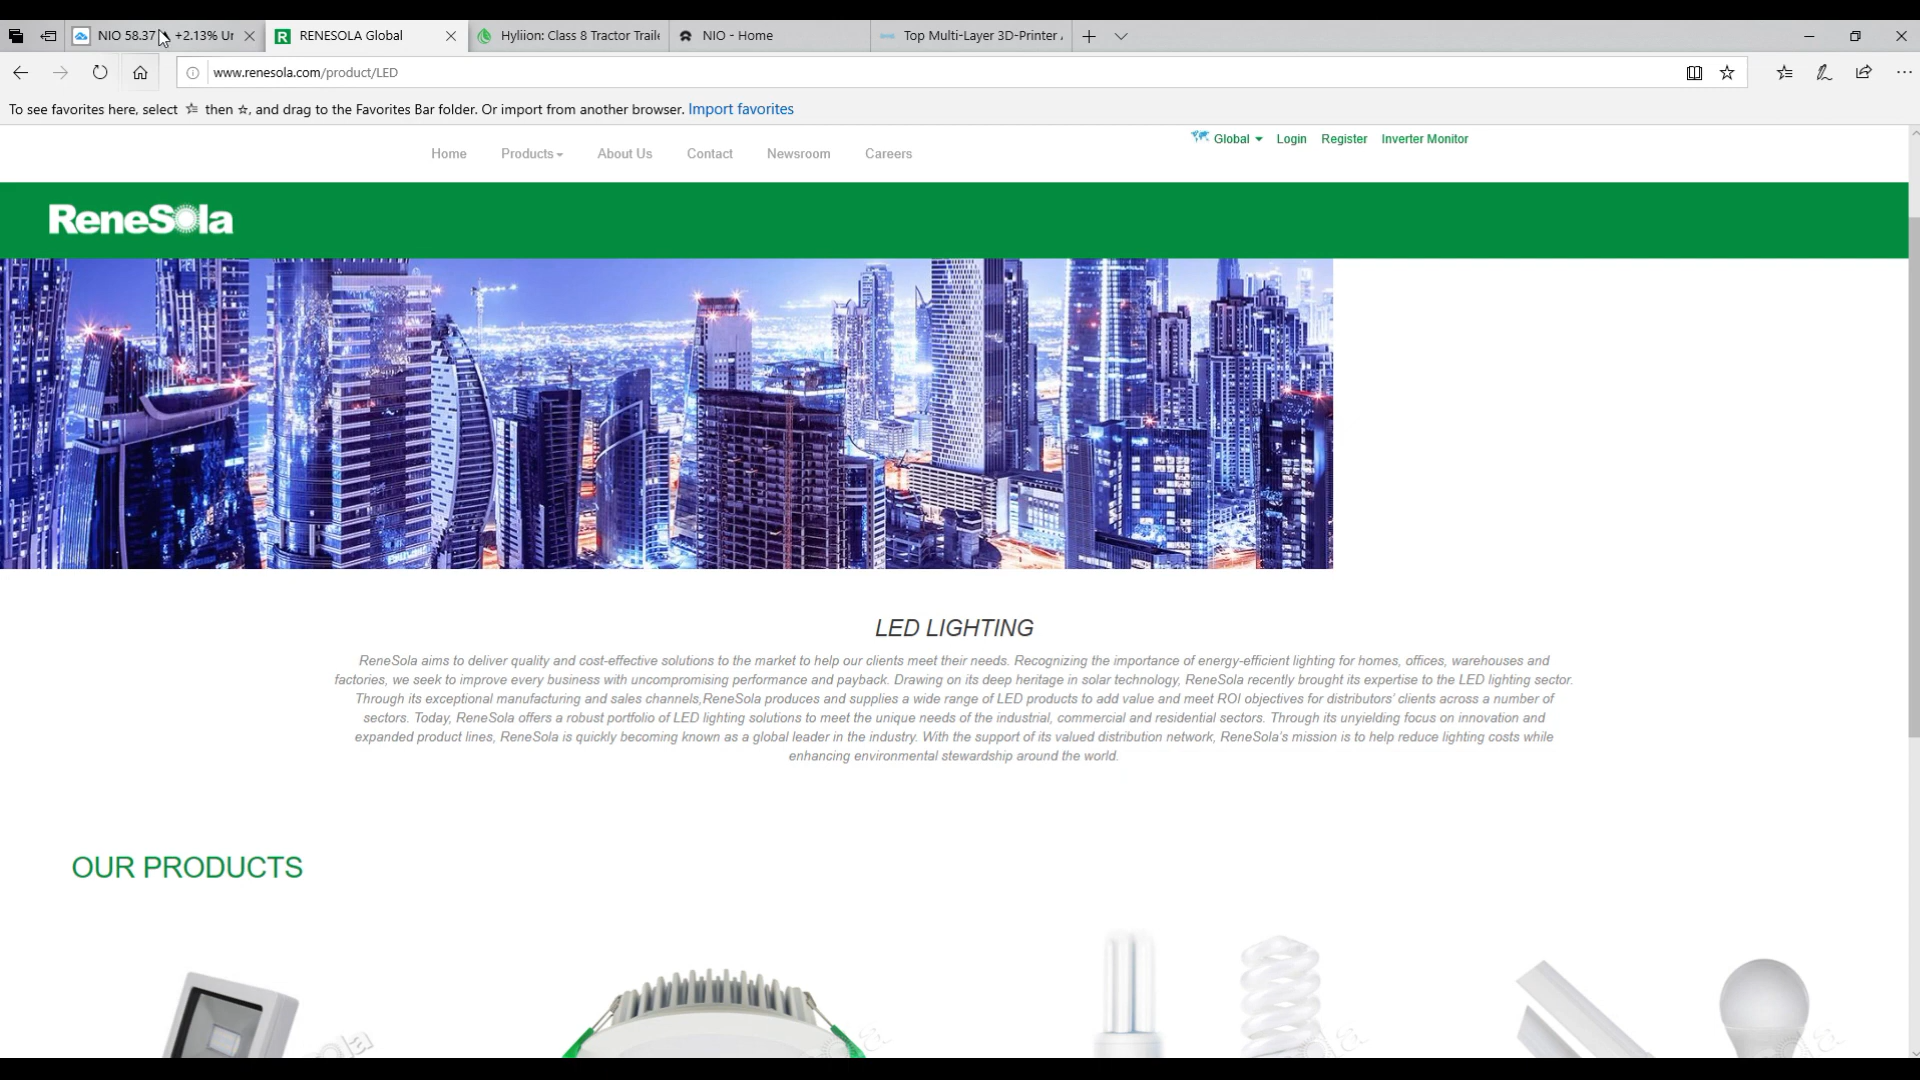 NIO 58.37 +2.13% Ur
RENESOLA Global
Hyliion: Class 8 Tractor Traile
NIO - Home
Top Multi-Layer 3D-Printer
www.renesola.com/product/LED
To see favorites here, select then ☆, and drag to the Favorites Bar folder. Or import from another browser. Import favorites
Global Login Register Inverter Monitor
Home Products About Us Contact Newsroom Careers
ReneSola
LED LIGHTING
ReneSola aims to deliver quality and cost-effective solutions to the market to help our clients meet their needs. Recognizing the importance of energy-efficient lighting for homes, offices, warehouses and
factories, we seek to improve every business with uncompromising performance and payback. Drawing on its deep heritage in solar technology, ReneSola recently brought its expertise to the LED lighting sector.
Through its exceptional manufacturing and sales channels,ReneSola produces and supplies a wide range of LED products to add value and meet ROI objectives for distributors' clients across a number of
sectors. Today, ReneSola offers a robust portfolio of LED lighting solutions to meet the unique needs of the industrial, commercial and residential sectors. Through its unyielding focus on innovation and
expanded product lines, ReneSola is quickly becoming known as a global leader in the industry. With the support of its valued distribution network, ReneSola's mission is to help reduce lighting costs while
enhancing environmental stewardship around the world.
OUR PRODUCTS